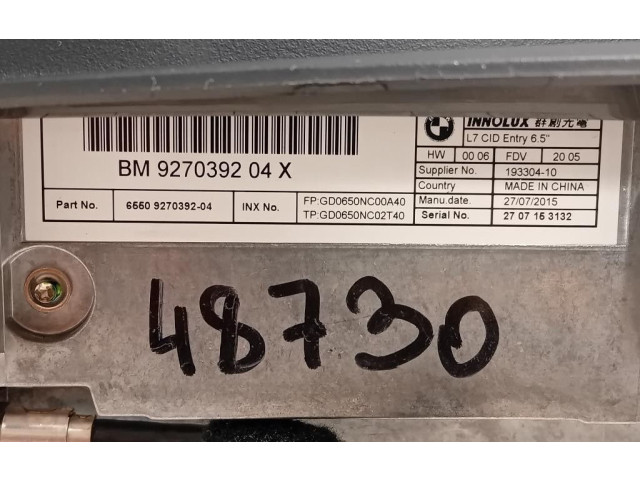 INNOLUX 群創光電
L7 CID Entry 6.5"
BM 9270392 04 X
HW 00 06 FDV 20 05
Supplier No. 193304-10
Country MADE IN CHINA
Manu.date. 27/07/2015
Serial No. 27 07 15 3132
Part No. 6550 9270392-04 INX No. FP:GD0650NC00A40
TP:GD0650NC02T40
48730